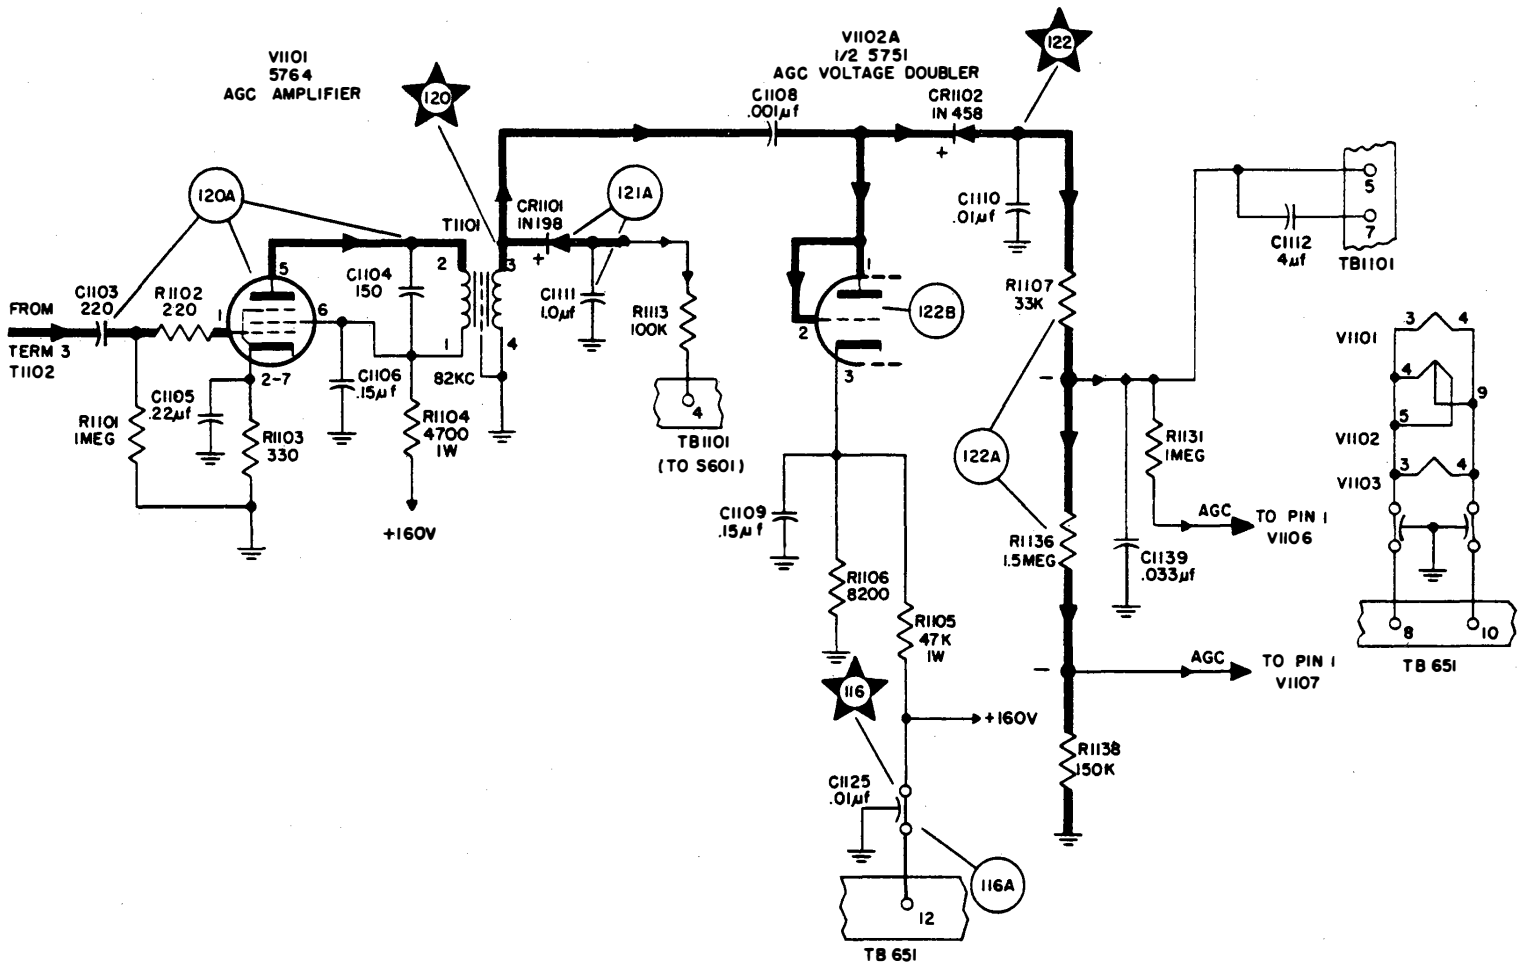 V1101
5764
AGC AMPLIFIER
120
V1102A
1/2 5751
AGC VOLTAGE DOUBLER
122
C1108
.001µf
CR1102
IN 458
+
120A
C1103
220
R1102
220
FROM
TERM 3
T1102
1
5
6
2-7
C1105
.22µf
R1101
1MEG
R1103
330
C1106
.15µf
C1104
150
T1101
2
3
1
4
82KC
R1104
4700
1W
+160V
CR1101
IN198
+
121A
C1111
1.0µf
R1113
100K
4
TB1101
(TO S601)
1
2
3
122B
C1109
.15µf
R1106
8200
R1105
47K
1W
116
+160V
C1125
.01µf
116A
12
TB 651
C1110
.01µf
R1107
33K
–
122A
R1136
1.5MEG
–
R1138
150K
R1131
1MEG
C1139
.033µf
AGC
TO PIN 1
V1106
AGC
TO PIN 1
V1107
5
7
C1112
4µf
TB1101
3
4
V1101
4
9
5
V1102
3
4
V1103
8
10
TB 651